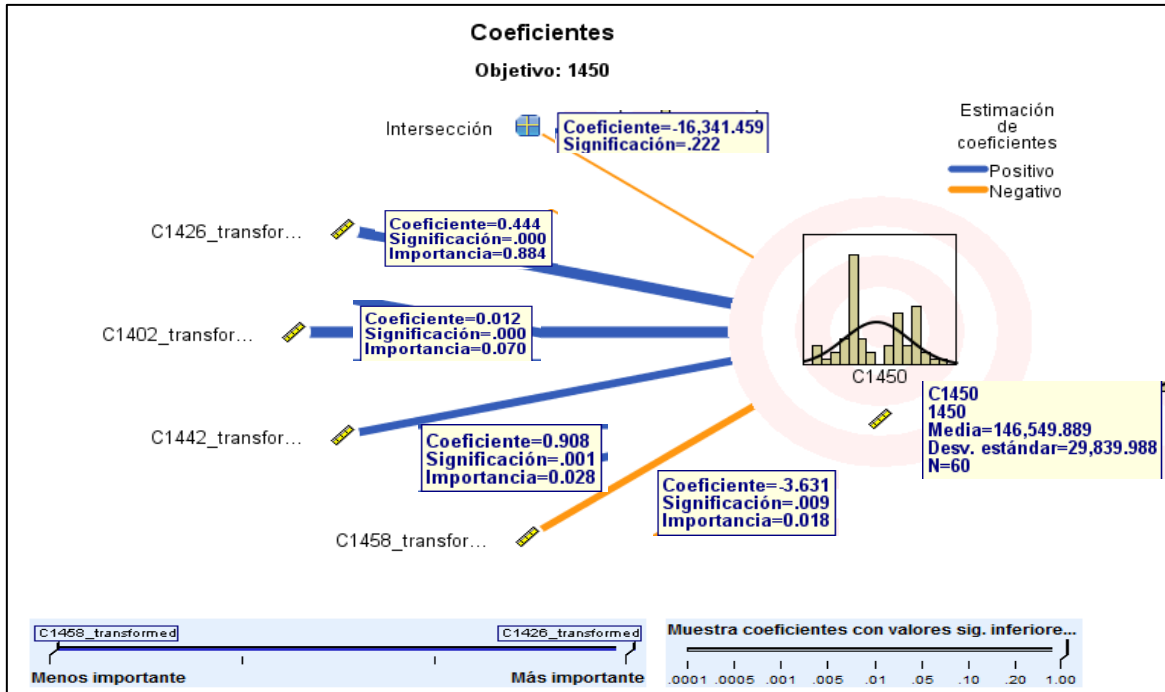 Coeficientes
Objetivo: 1450
Intersección
Coeficiente=-16,341.459
Significación=.222
Estimación
de
coeficientes
Positivo
Negativo
C1426_transfor...
Coeficiente=0.444
Significación=.000
Importancia=0.884
C1402_transfor...
Coeficiente=0.012
Significación=.000
Importancia=0.070
C1450
C1450
1450
Media=146,549.889
Desv. estándar=29,839.988
N=60
C1442_transfor...
Coeficiente=0.908
Significación=.001
Importancia=0.028
Coeficiente=-3.631
Significación=.009
Importancia=0.018
C1458_transfor...
C1458_transformed
C1426_transformed
Menos importante
Más importante
Muestra coeficientes con valores sig. inferiore...
.0001 .0005 .001 .005 .01 .05 .10 .20 1.00